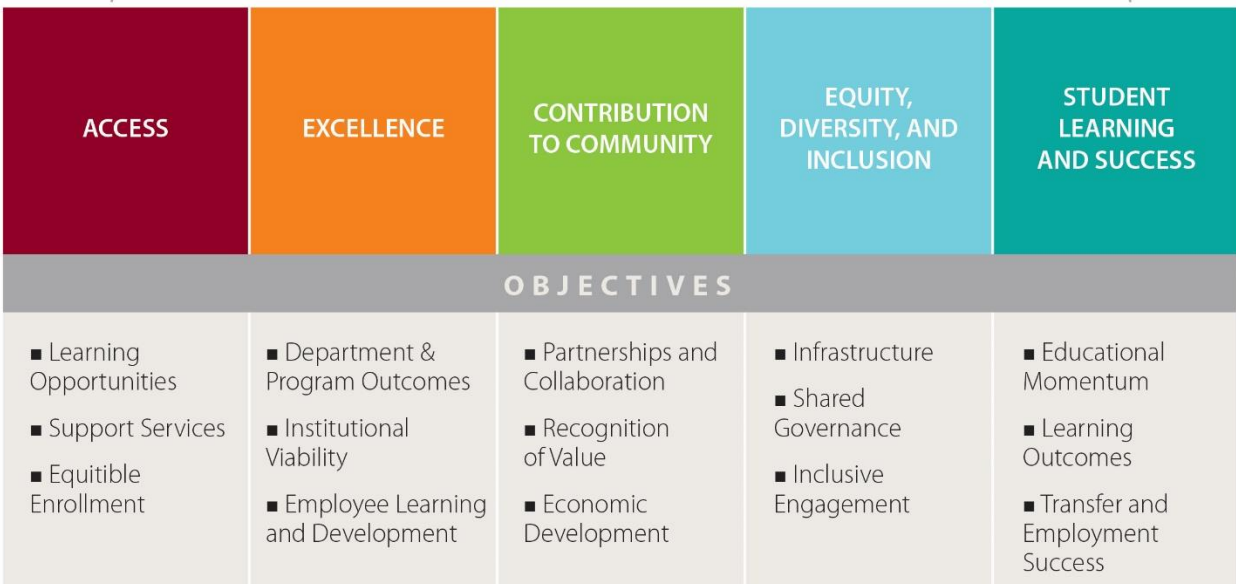 ACCESS
EXCELLENCE
CONTRIBUTION
TO COMMUNITY
EQUITY,
DIVERSITY, AND
INCLUSION
STUDENT
LEARNING
AND SUCCESS
OBJECTIVES
■ Learning
Opportunities
■ Support Services
■ Equitible
Enrollment
■ Department &
Program Outcomes
■ Institutional
Viability
■ Employee Learning
and Development
■ Partnerships and
Collaboration
■ Recognition
of Value
■ Economic
Development
■ Infrastructure
■ Shared
Governance
■ Inclusive
Engagement
■ Educational
Momentum
■ Learning
Outcomes
■ Transfer and
Employment
Success